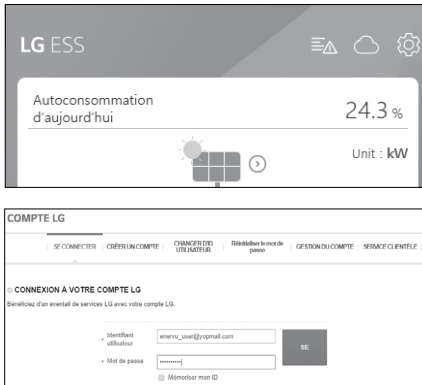 LG ESS
Autoconsommation
d'aujourd'hui
24.3 %
Unit : kW
COMPTE LG
SE CONNECTER CRÉER UN COMPTE CHANGER D'ID UTILISATEUR Réinitialiser le mot de passe GESTION DU COMPTE SERVICE CLIENTÈLE
CONNEXION À VOTRE COMPTE LG
Bénéficiez d'un éventail de services LG avec votre compte LG.
Identifiant
utilisateur
enervu_user@yopmail.com
Mot de passe
SE
Mémoriser mon ID